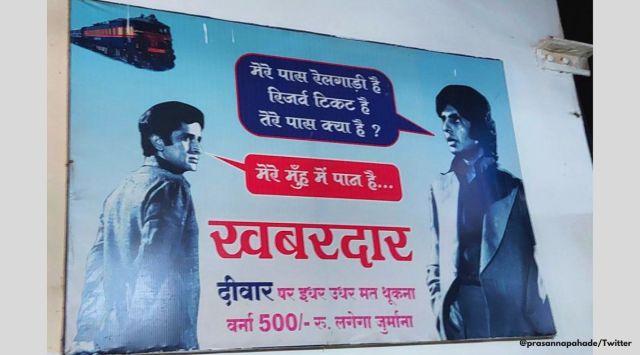 मेरे पास रेलगाड़ी है
रिजर्व टिकट है
तेरे पास क्या है ?
मेरे मुँह में पान है...
खबरदार
दीवार पर इधर उधर मत थूकना
वर्ना 500/- रु. लगेगा जुर्माना
@prasannapahade/Twitter